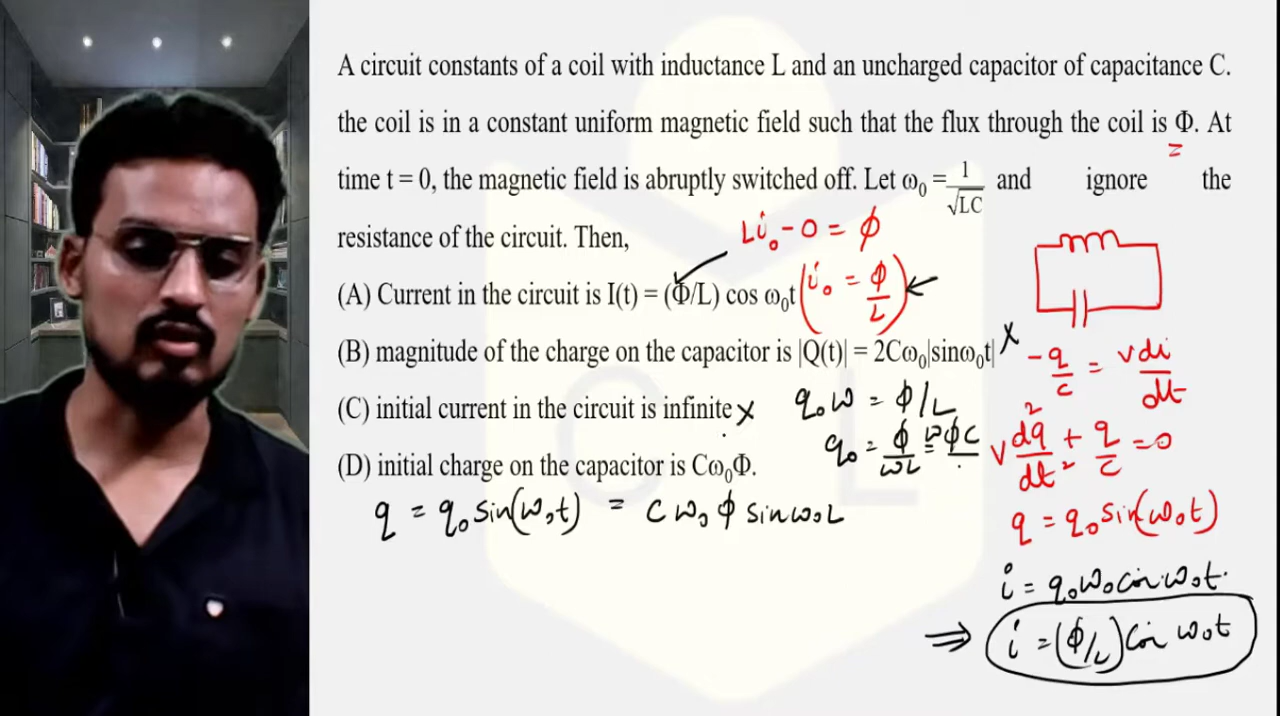 A circuit constants of a coil with inductance L and an uncharged capacitor of capacitance C.
the coil is in a constant uniform magnetic field such that the flux through the coil is Φ. At
time t = 0, the magnetic field is abruptly switched off. Let ω₀ = 1/√LC and ignore the
resistance of the circuit. Then,
Li₀ - 0 = ϕ
(A) Current in the circuit is I(t) = (Φ/L) cos ω₀t (i₀ = ϕ/L)
(B) magnitude of the charge on the capacitor is |Q(t)| = 2Cω₀|sinω₀t| ×
-q/c = v di/dt
(C) initial current in the circuit is infinite ×
q₀ω = ϕ/L
q₀ = ϕ/ωL = ωϕC
v d²q/dt² + q/c = 0
(D) initial charge on the capacitor is Cω₀Φ.
q = q₀ sin(ω₀t) = Cω₀ϕ sinω₀t
q = q₀ sin(ω₀t)
i = q₀ω₀ cos ω₀t.
⇒ i = (ϕ/L) cos ω₀t